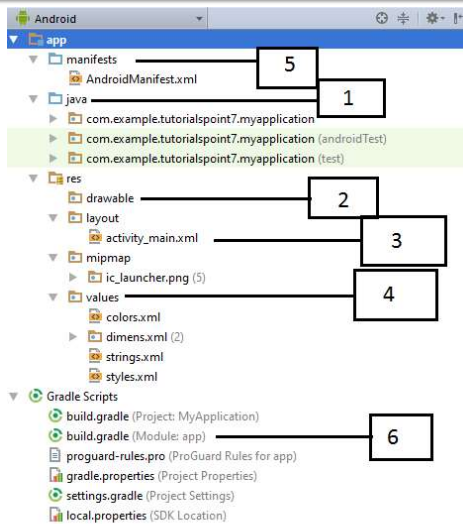 Android
app
manifests
5
AndroidManifest.xml
java
1
com.example.tutorialspoint7.myapplication
com.example.tutorialspoint7.myapplication (androidTest)
com.example.tutorialspoint7.myapplication (test)
res
drawable
2
layout
activity_main.xml
3
mipmap
ic_launcher.png (5)
values
4
colors.xml
dimens.xml (2)
strings.xml
styles.xml
Gradle Scripts
build.gradle (Project: MyApplication)
build.gradle (Module: app)
6
proguard-rules.pro (ProGuard Rules for app)
gradle.properties (Project Properties)
settings.gradle (Project Settings)
local.properties (SDK Location)